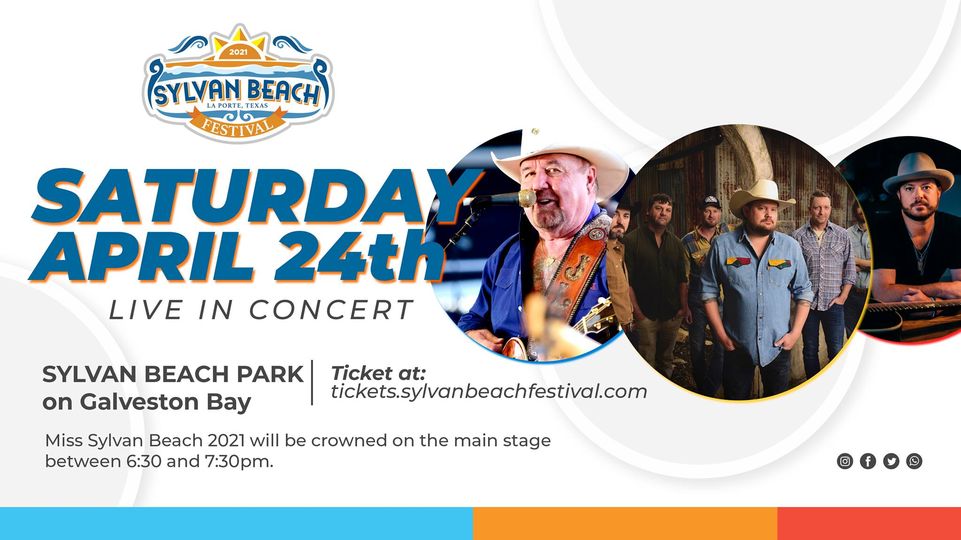 2021
SYLVAN BEACH
LA PORTE, TEXAS
FESTIVAL
SATURDAY
APRIL 24th
LIVE IN CONCERT
SYLVAN BEACH PARK
on Galveston Bay
Ticket at:
tickets.sylvanbeachfestival.com
Miss Sylvan Beach 2021 will be crowned on the main stage
between 6:30 and 7:30pm.